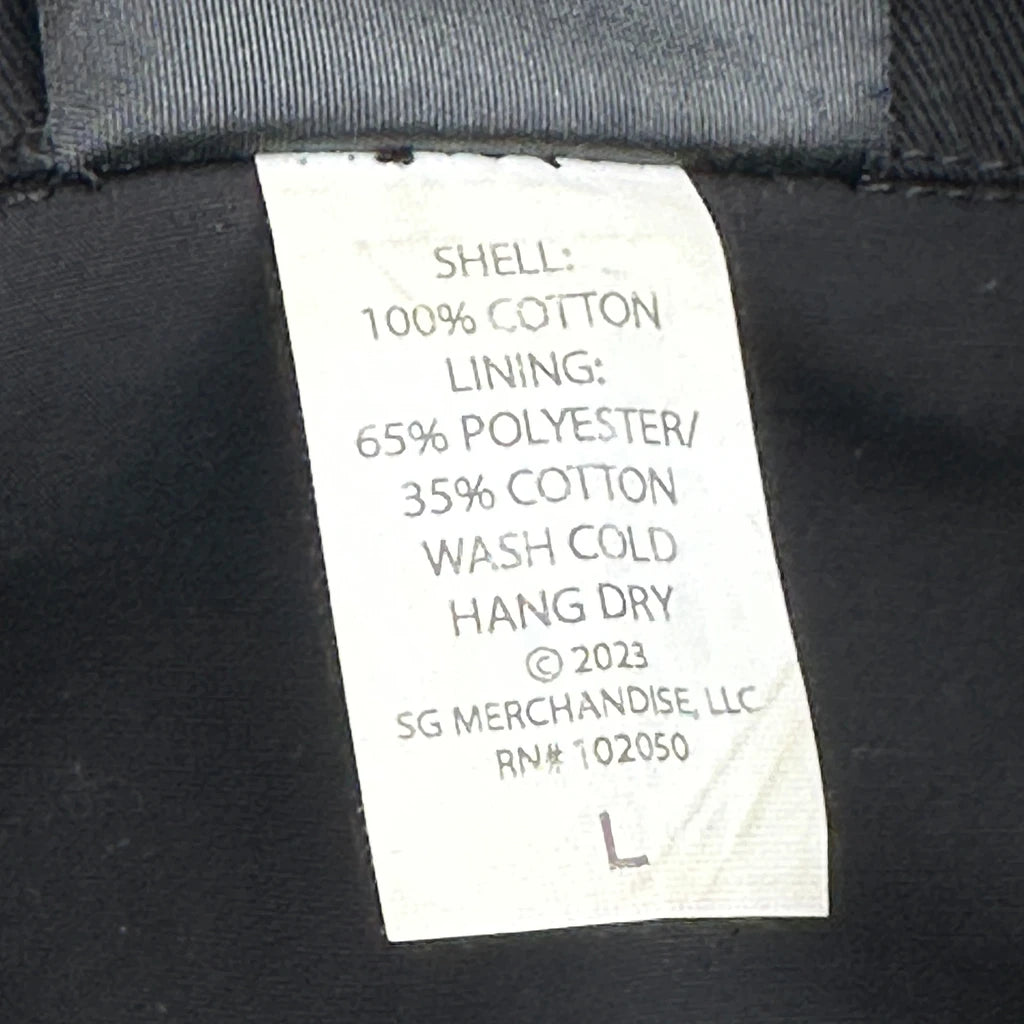 SHELL:
100% COTTON
LINING:
65% POLYESTER/
35% COTTON
WASH COLD
HANG DRY
© 2023
SG MERCHANDISE, LLC
RN# 102050
L